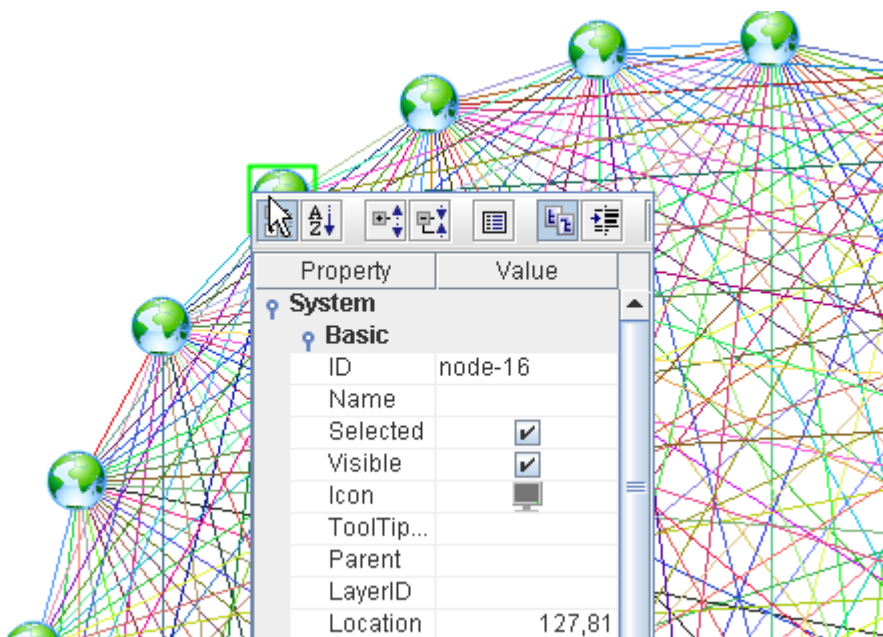 A Z
Property Value
System
Basic
ID node-16
Name
Selected
Visible
Icon
ToolTip...
Parent
LayerID
Location 127,81